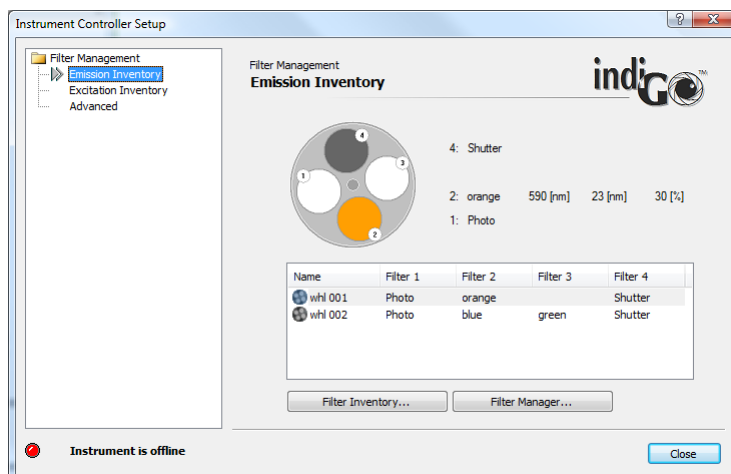 Instrument Controller Setup
? X
Filter Management
Emission Inventory
Excitation Inventory
Advanced
Filter Management
Emission Inventory
indiGo™
4
3
1
2
4: Shutter
2: orange 590 [nm] 23 [nm] 30 [%]
1: Photo
Name Filter 1 Filter 2 Filter 3 Filter 4
whl 001 Photo orange Shutter
whl 002 Photo blue green Shutter
Filter Inventory... Filter Manager...
Instrument is offline
Close